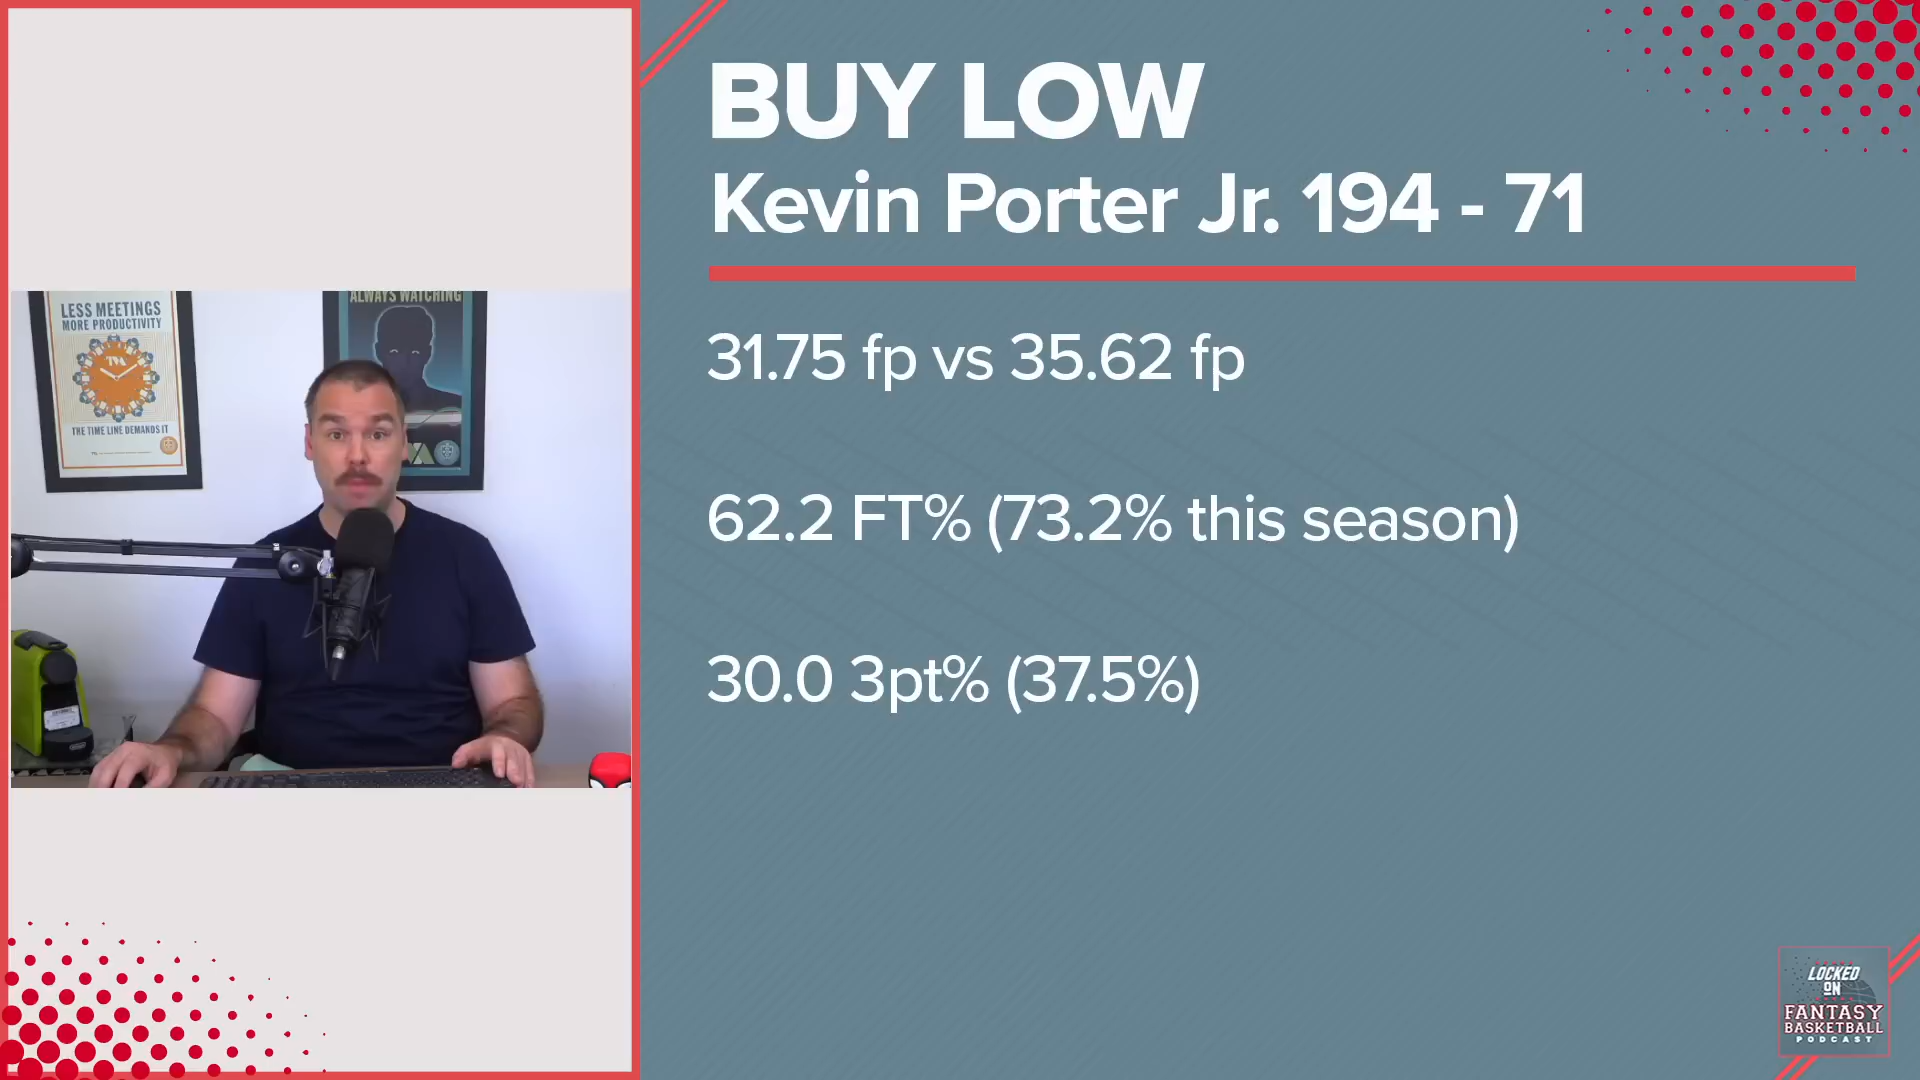 BUY LOW
Kevin Porter Jr. 194 - 71
31.75 fp vs 35.62 fp
62.2 FT% (73.2% this season)
30.0 3pt% (37.5%)
LESS MEETINGS
MORE PRODUCTIVITY
TVA
THE TIME LINE DEMANDS IT
ALWAYS WATCHING
LOCKED
ON
FANTASY
BASKETBALL
PODCAST